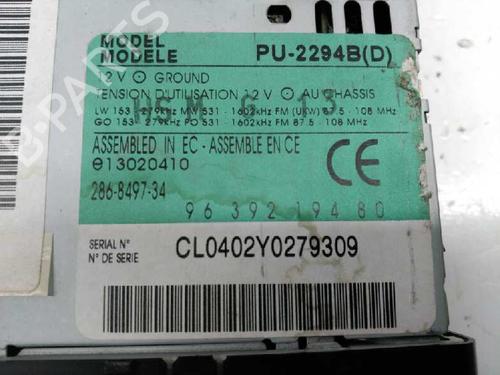 MODEL
MODELE
PU-2294B(D)
12 V ⊙ GROUND
TENSION D'UTILISATION 12 V ⊙ AU CHASSIS
LW 153 - 279kHz MW 531 - 1602kHz FM (UKW) 87.5 - 108 MHz
GO 153 - 279kHz PO 531 - 1602kHz FM 87.5 - 108 MHz
ASSEMBLED IN EC - ASSEMBLE EN CE
e13020410
286-8497-34
CE
96 392 194 80
SERIAL N°
N° DE SERIE
CL0402Y0279309